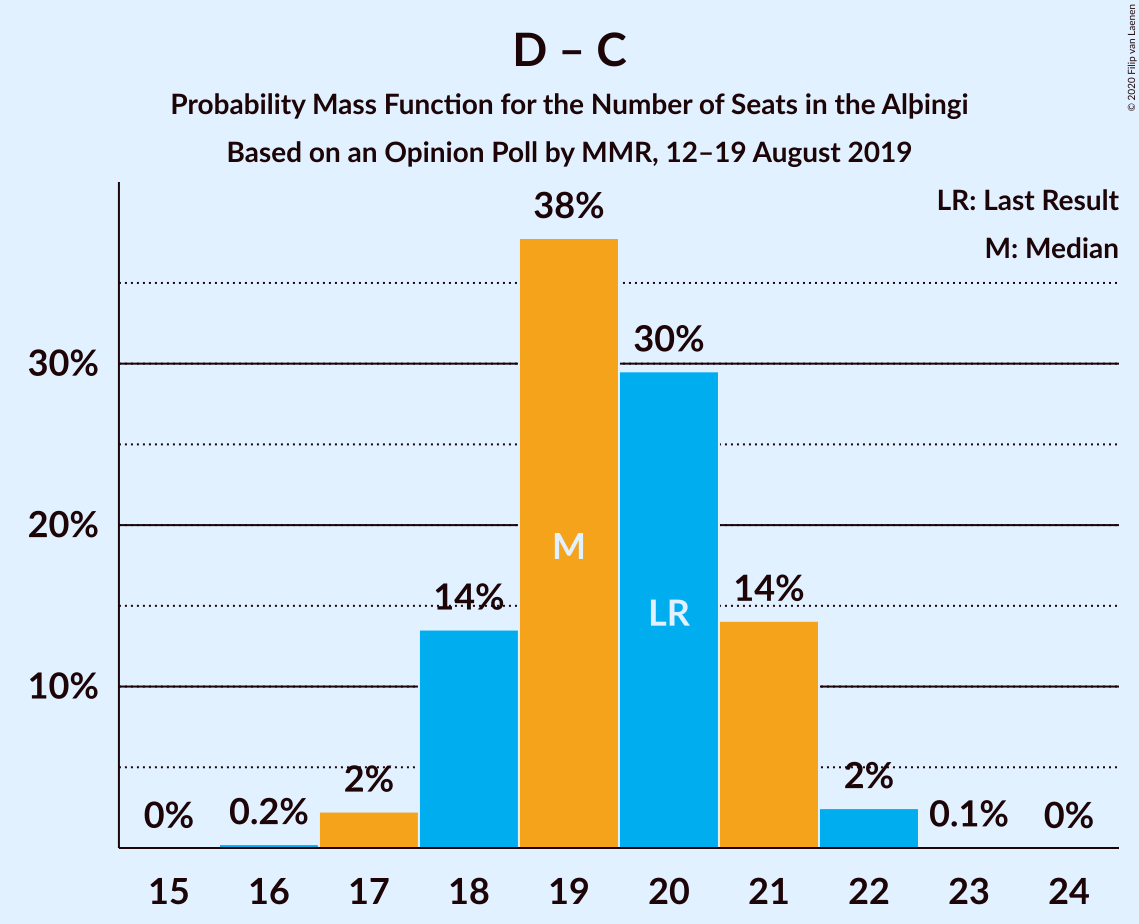 D – C
Probability Mass Function for the Number of Seats in the Alþingi
Based on an Opinion Poll by MMR, 12–19 August 2019
© 2020 Filip van Laenen
LR: Last Result
M: Median
38%
30%
30%
20%
14%
14%
10%
M
LR
2%
2%
0%
0.2%
0.1%
0%
15 16 17 18 19 20 21 22 23 24